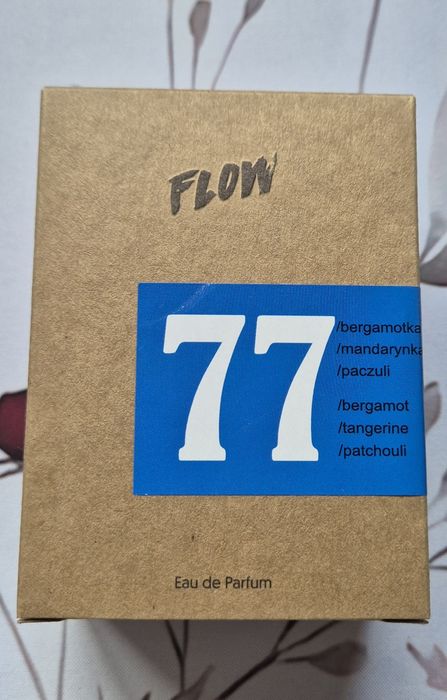 FLOW
77
/bergamotka
/mandarynka
/paczuli
/bergamot
/tangerine
/patchouli
Eau de Parfum